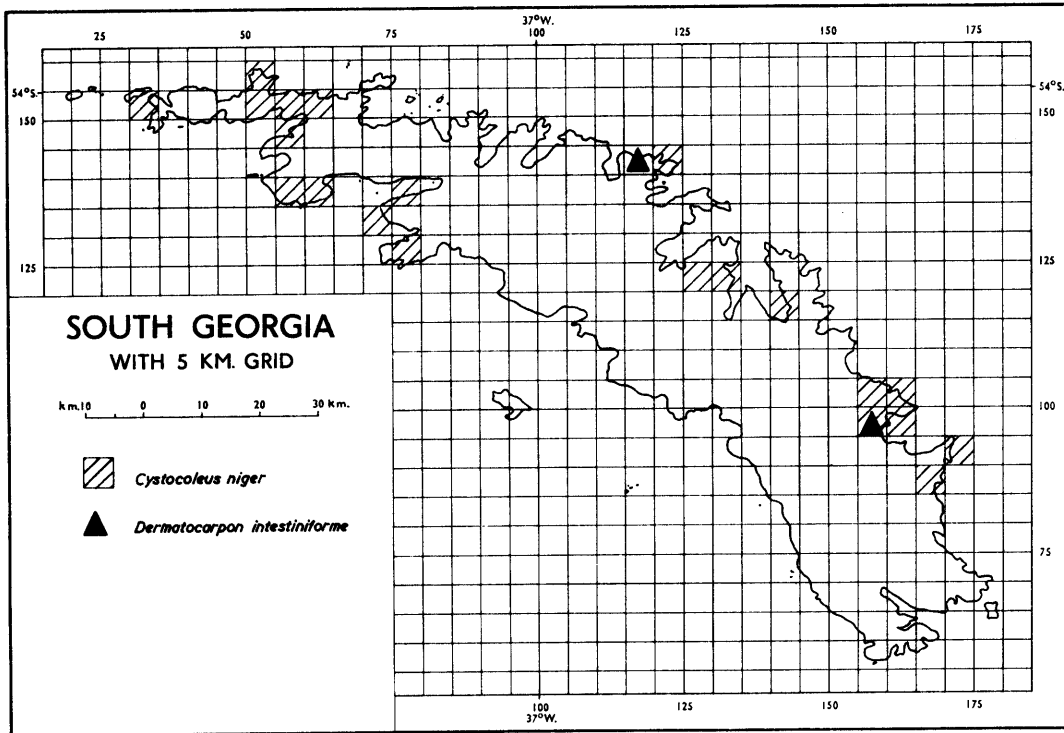 37°W.
25 50 75 100 125 150 175
54°S. 54°S.
150 150
125 125
SOUTH GEORGIA
WITH 5 KM. GRID
km.10 0 10 20 30 km.
100
Cystocoleus niger
Dermatocarpon intestiniforme
75
100 125 150 175
37°W.